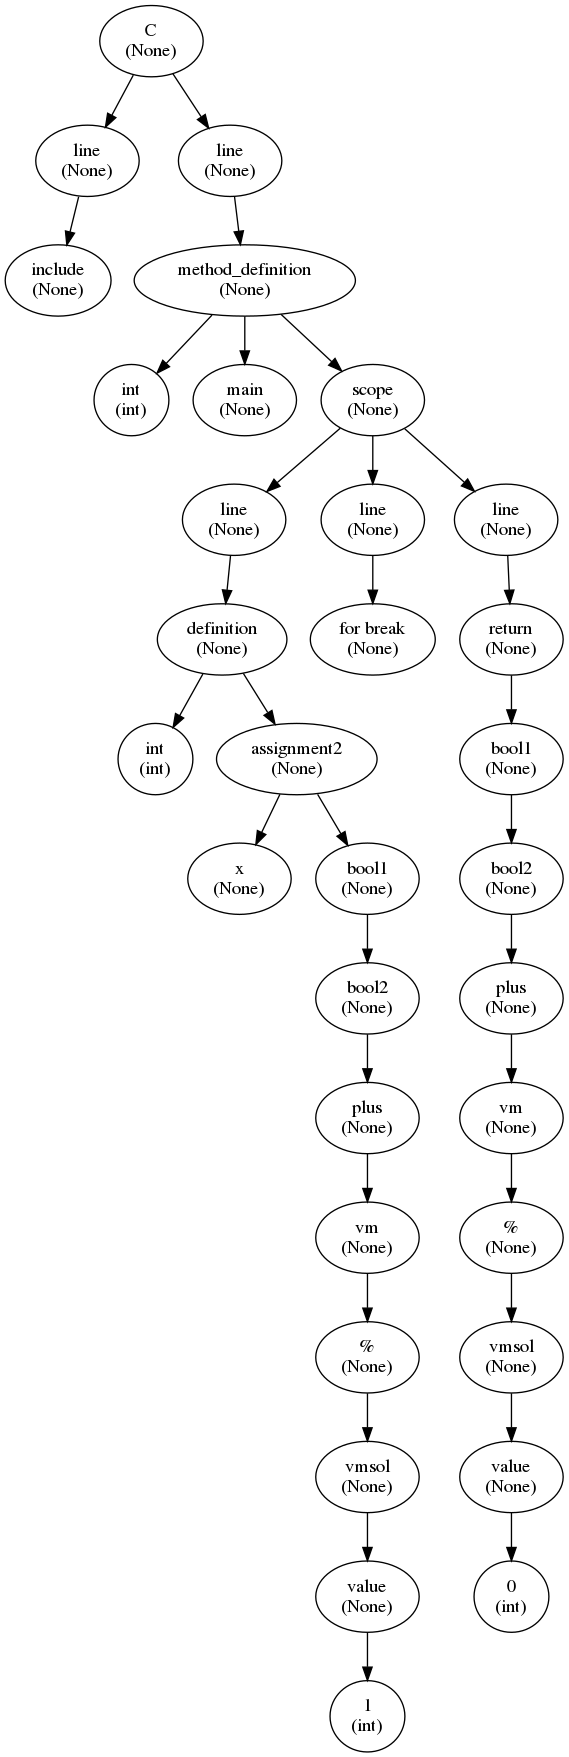 C
(None)
line
(None)
line
(None)
include
(None)
method_definition
(None)
int
(int)
main
(None)
scope
(None)
line
(None)
line
(None)
line
(None)
definition
(None)
for break
(None)
return
(None)
int
(int)
assignment2
(None)
bool1
(None)
x
(None)
bool1
(None)
bool2
(None)
bool2
(None)
plus
(None)
plus
(None)
vm
(None)
vm
(None)
%
(None)
%
(None)
vmsol
(None)
vmsol
(None)
value
(None)
value
(None)
0
(int)
1
(int)